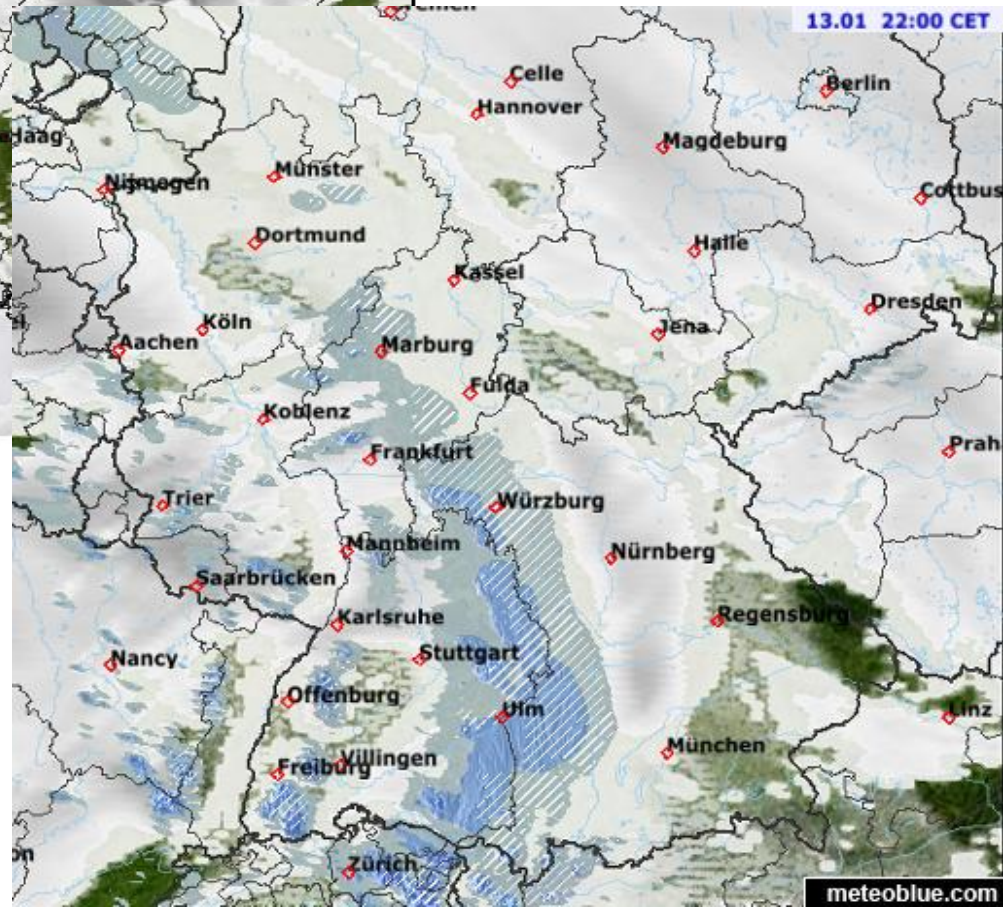 13.01 22:00 CET
Celle
Berlin
Hannover
Haag
Magdeburg
Münster
Nijmegen
Cottbus
Dortmund
Halle
Kassel
Dresden
Köln
Jena
Aachen
Marburg
Fulda
Koblenz
Frankfurt
Prah
Trier
Würzburg
Mannheim
Nürnberg
Saarbrücken
Karlsruhe
Regensburg
Stuttgart
Nancy
Offenburg
Ulm
Linz
München
Villingen
Freiburg
Zürich
meteoblue.com